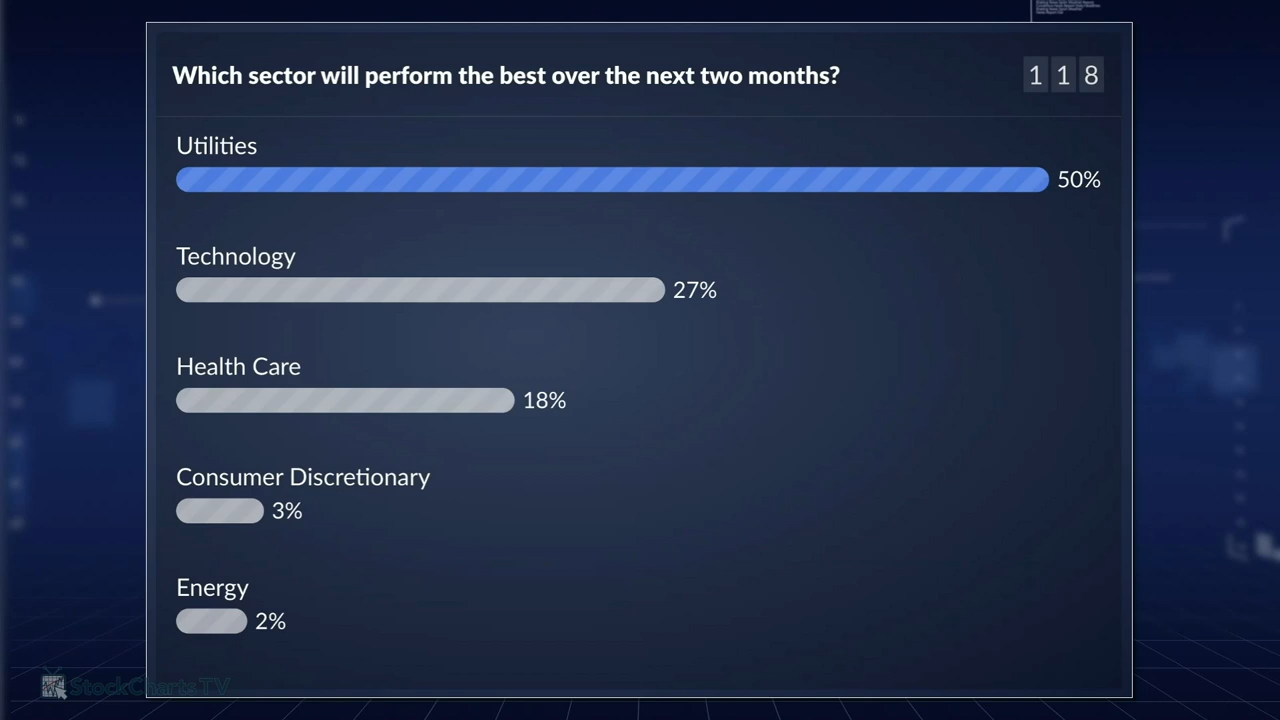 Which sector will perform the best over the next two months?
118
Utilities
50%
Technology
27%
Health Care
18%
Consumer Discretionary
3%
Energy
2%
StockCharts TV